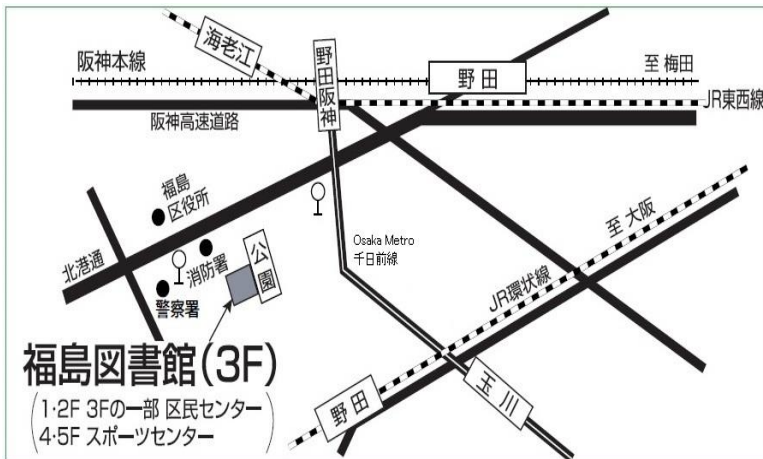 海老江
阪神本線
野田阪神
野田
至梅田
JR東西線
阪神高速道路
福島
区役所
北港通
消防署
公園
警察署
Osaka Metro
千日前線
至大阪
JR環状線
福島図書館(3F)
(1・2F 3Fの一部 区民センター
4・5F スポーツセンター)
野田
玉川